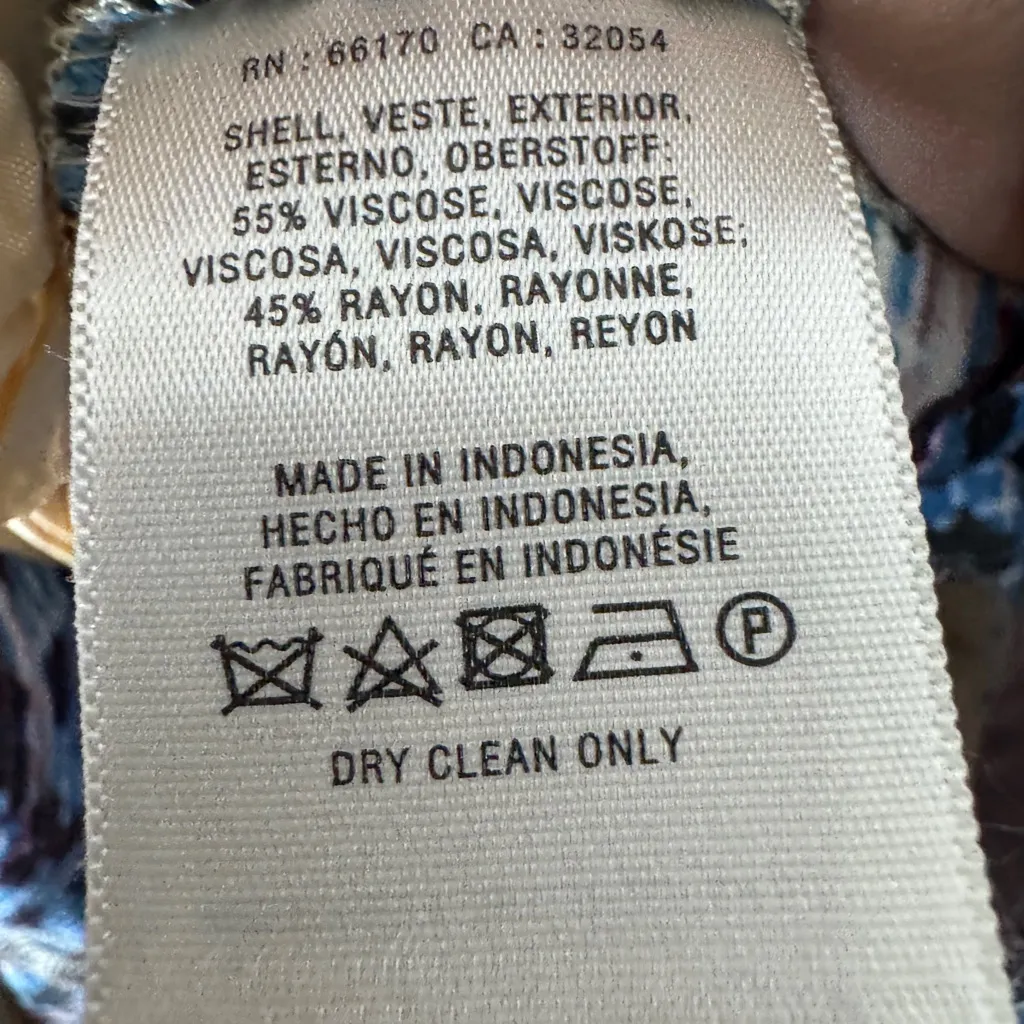 RN : 66170 CA : 32054
SHELL, VESTE, EXTERIOR,
ESTERNO, OBERSTOFF:
55% VISCOSE, VISCOSE,
VISCOSA, VISCOSA, VISKOSE;
45% RAYON, RAYONNE,
RAYÓN, RAYON, REYON
MADE IN INDONESIA,
HECHO EN INDONESIA,
FABRIQUÉ EN INDONÉSIE
P
DRY CLEAN ONLY